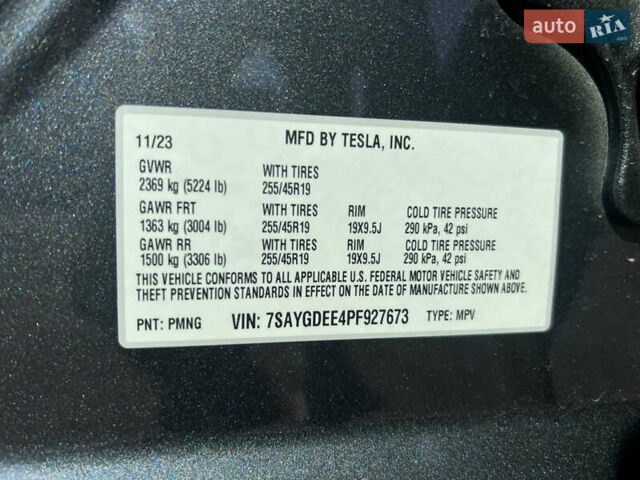 auto RIA.com
11/23 MFD BY TESLA, INC.
GVWR WITH TIRES
2369 kg (5224 lb) 255/45R19
GAWR FRT WITH TIRES RIM COLD TIRE PRESSURE
1363 kg (3004 lb) 255/45R19 19X9.5J 290 kPa, 42 psi
GAWR RR WITH TIRES RIM COLD TIRE PRESSURE
1500 kg (3306 lb) 255/45R19 19X9.5J 290 kPa, 42 psi
THIS VEHICLE CONFORMS TO ALL APPLICABLE U.S. FEDERAL MOTOR VEHICLE SAFETY AND
THEFT PREVENTION STANDARDS IN EFFECT ON THE DATE OF MANUFACTURE SHOWN ABOVE.
PNT: PMNG VIN: 7SAYGDEE4PF927673 TYPE: MPV